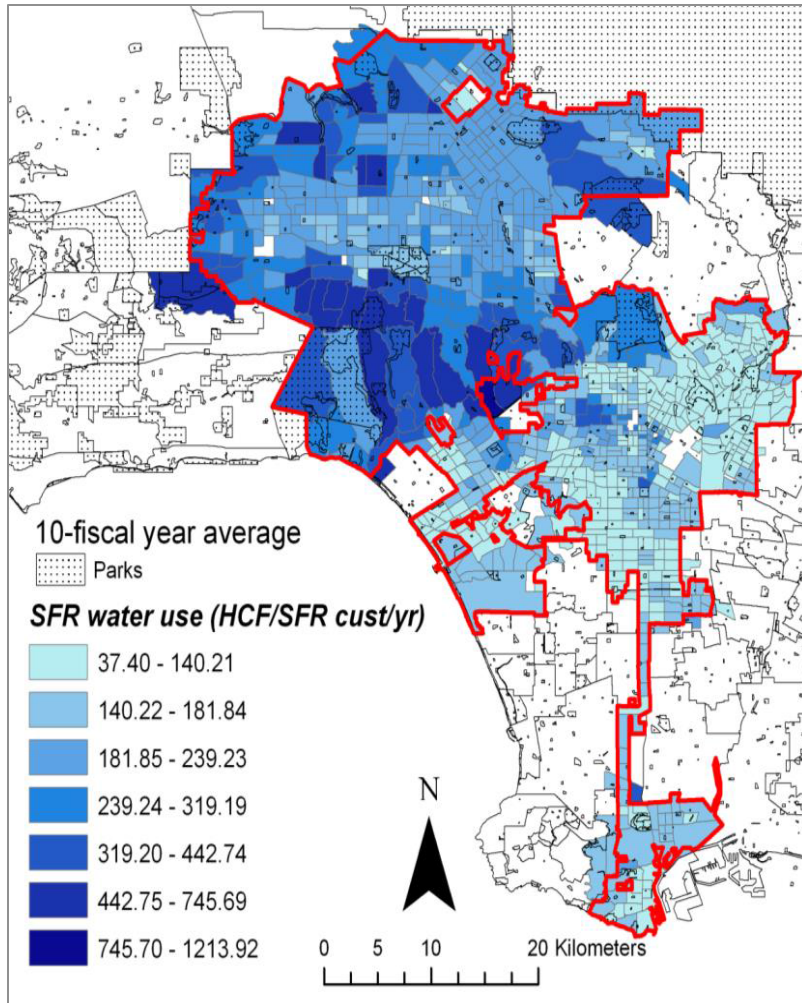 10-fiscal year average
Parks
SFR water use (HCF/SFR cust/yr)
37.40 - 140.21
140.22 - 181.84
181.85 - 239.23
239.24 - 319.19
319.20 - 442.74
442.75 - 745.69
745.70 - 1213.92
N
0 5 10 20 Kilometers